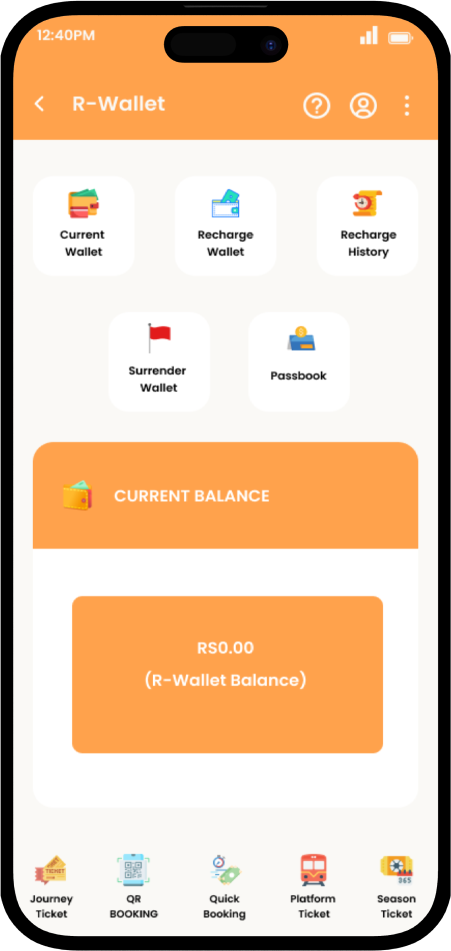 12:40PM
R-Wallet
Current
Wallet
Recharge
Wallet
Recharge
History
Surrender
Wallet
Passbook
CURRENT BALANCE
RS0.00
(R-Wallet Balance)
TICKET
365
Journey
Ticket
QR
BOOKING
Quick
Booking
Platform
Ticket
Season
Ticket